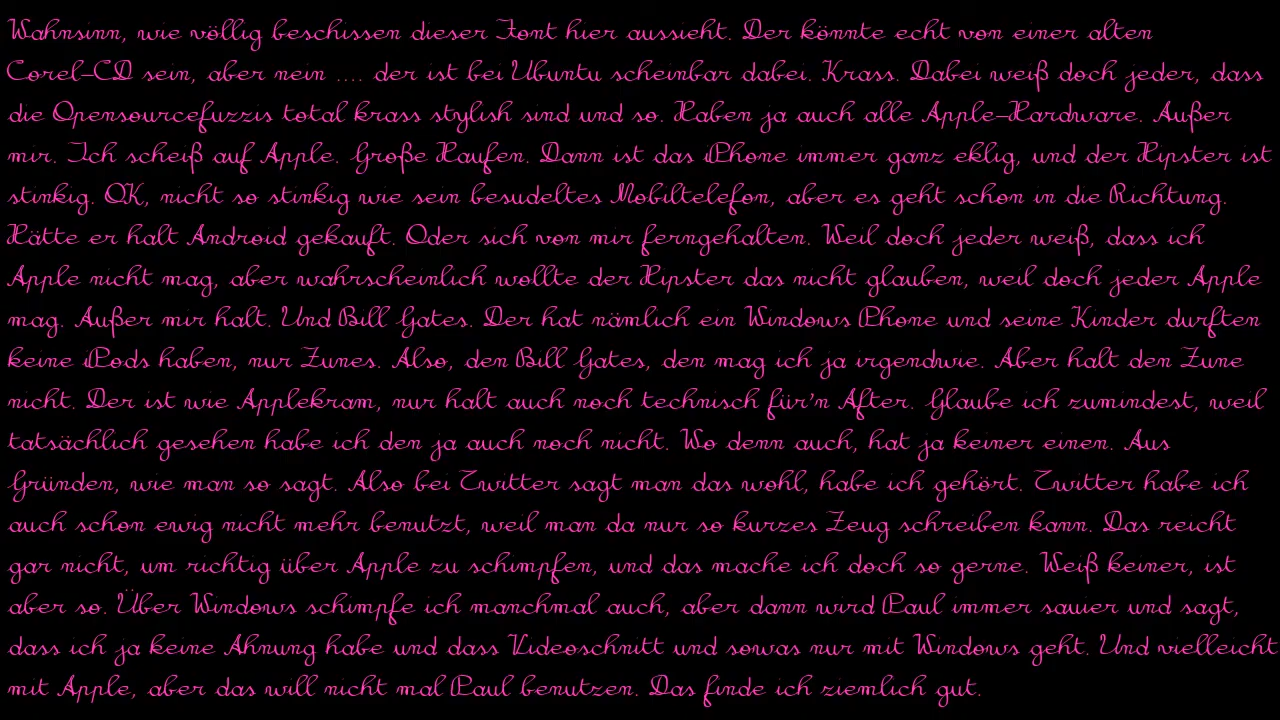 Wahnsinn, wie völlig beschissen dieser Font hier aussieht. Der könnte echt von einer alten
Corel-CD sein, aber nein .... der ist bei Ubuntu scheinbar dabei. Krass. Dabei weiß doch jeder, dass
die Opensourcefuzzis total krass stylish sind und so. Haben ja auch alle Apple-Hardware. Außer
mir. Ich scheiß auf Apple. Große Haufen. Dann ist das iPhone immer ganz eklig, und der Hipster ist
stinkig. OK, nicht so stinkig wie sein besudeltes Mobiltelefon, aber es geht schon in die Richtung.
Hätte er halt Android gekauft. Oder sich von mir ferngehalten. Weil doch jeder weiß, dass ich
Apple nicht mag, aber wahrscheinlich wollte der Hipster das nicht glauben, weil doch jeder Apple
mag. Außer mir halt. Und Bill Gates. Der hat nämlich ein Windows Phone und seine Kinder durften
keine iPods haben, nur Zunes. Also, den Bill Gates, den mag ich ja irgendwie. Aber halt den Zune
nicht. Der ist wie Applekram, nur halt auch noch technisch für'n After. Glaube ich zumindest, weil
tatsächlich gesehen habe ich den ja auch noch nicht. Wo denn auch, hat ja keiner einen. Aus
Gründen, wie man so sagt. Also bei Twitter sagt man das wohl, habe ich gehört. Twitter habe ich
auch schon ewig nicht mehr benutzt, weil man da nur so kurzes Zeug schreiben kann. Das reicht
gar nicht, um richtig über Apple zu schimpfen, und das mache ich doch so gerne. Weiß keiner, ist
aber so. Über Windows schimpfe ich manchmal auch, aber dann wird Paul immer sauer und sagt,
dass ich ja keine Ahnung habe und dass Videoschnitt und sowas nur mit Windows geht. Und vielleicht
mit Apple, aber das will nicht mal Paul benutzen. Das finde ich ziemlich gut.